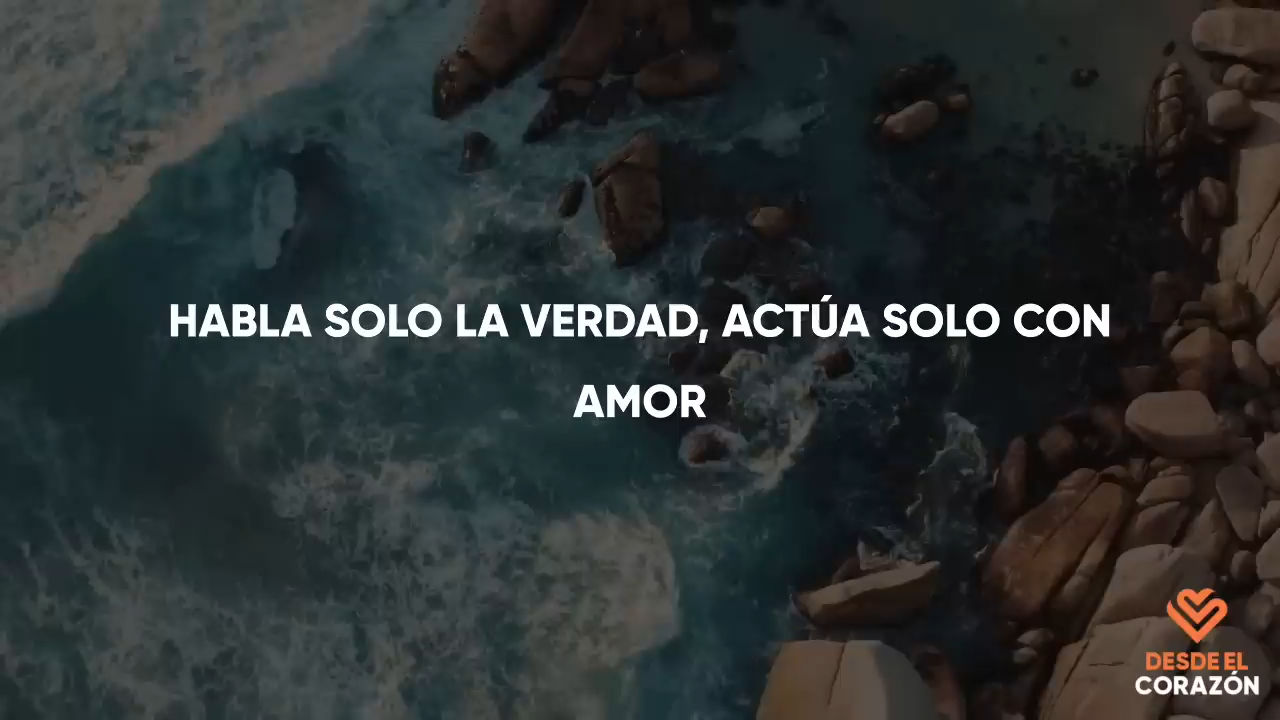 HABLA SOLO LA VERDAD, ACTÚA SOLO CON
AMOR
DESDE EL
CORAZÓN